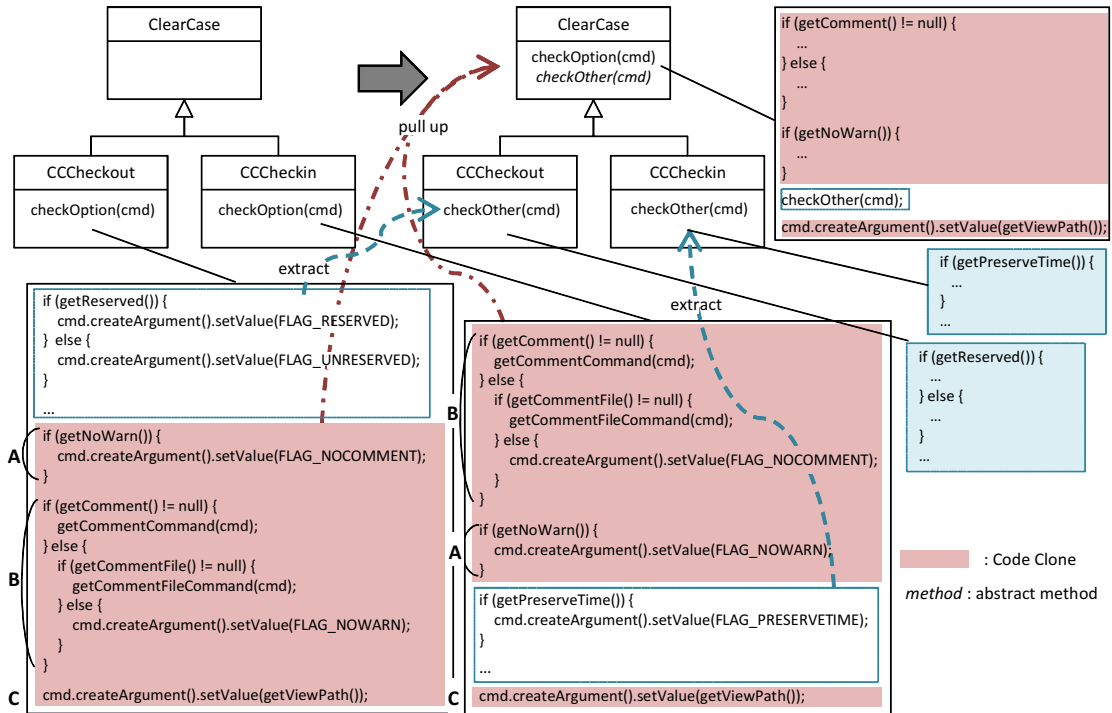 ClearCase
CCCheckout
checkOption(cmd)
CCCheckin
checkOption(cmd)
ClearCase
checkOption(cmd)
checkOther(cmd)
pull up
CCCheckout
checkOther(cmd)
CCCheckin
checkOther(cmd)
extract
extract
if (getComment() != null) {
...
} else {
...
}
if (getNoWarn()) {
...
}
checkOther(cmd);
cmd.createArgument().setValue(getViewPath());
if (getPreserveTime()) {
...
}
...
if (getReserved()) {
...
} else {
...
}
...
if (getReserved()) {
cmd.createArgument().setValue(FLAG_RESERVED);
} else {
cmd.createArgument().setValue(FLAG_UNRESERVED);
}
...
A
if (getNoWarn()) {
cmd.createArgument().setValue(FLAG_NOCOMMENT);
}
B
if (getComment() != null) {
getCommentCommand(cmd);
} else {
if (getCommentFile() != null) {
getCommentFileCommand(cmd);
} else {
cmd.createArgument().setValue(FLAG_NOWARN);
}
}
C
cmd.createArgument().setValue(getViewPath());
B
if (getComment() != null) {
getCommentCommand(cmd);
} else {
if (getCommentFile() != null) {
getCommentFileCommand(cmd);
} else {
cmd.createArgument().setValue(FLAG_NOCOMMENT);
}
}
A
if (getNoWarn()) {
cmd.createArgument().setValue(FLAG_NOWARN);
}
if (getPreserveTime()) {
cmd.createArgument().setValue(FLAG_PRESERVETIME);
}
...
C
cmd.createArgument().setValue(getViewPath());
: Code Clone
method : abstract method